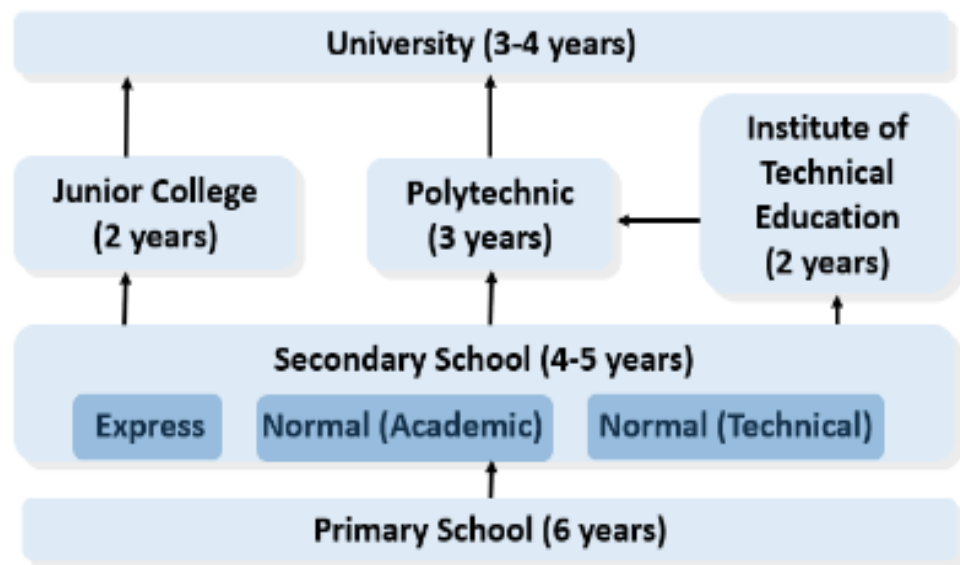 University (3-4 years)
Junior College
(2 years)
Polytechnic
(3 years)
Institute of
Technical
Education
(2 years)
Secondary School (4-5 years)
Express
Normal (Academic)
Normal (Technical)
Primary School (6 years)